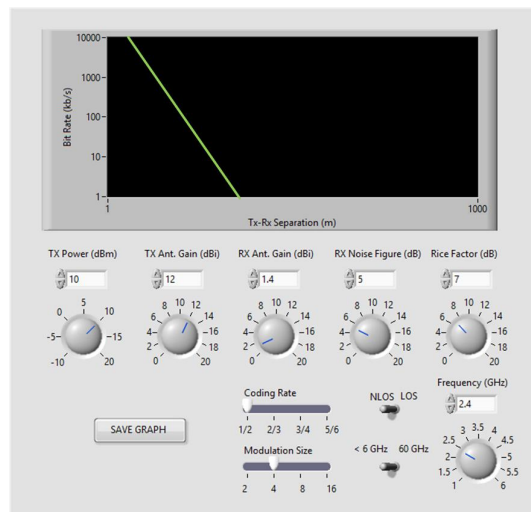 10000
1000
100
10
1
Bit Rate (kb/s)
1 1000
Tx-Rx Separation (m)
TX Power (dBm) TX Ant. Gain (dBi) RX Ant. Gain (dBi) RX Noise Figure (dB) Rice Factor (dB)
10 12 1.4 5 7
-10 -5 0 5 10 15 20
0 2 4 6 8 10 12 14 16 18 20
0 2 4 6 8 10 12 14 16 18 20
0 2 4 6 8 10 12 14 16 18 20
0 2 4 6 8 10 12 14 16 18 20
Coding Rate
1/2 2/3 3/4 5/6
NLOS LOS
Frequency (GHz)
2.4
SAVE GRAPH
Modulation Size
2 4 8 16
< 6 GHz 60 GHz
1 1.5 2 2.5 3 3.5 4 4.5 5 5.5 6